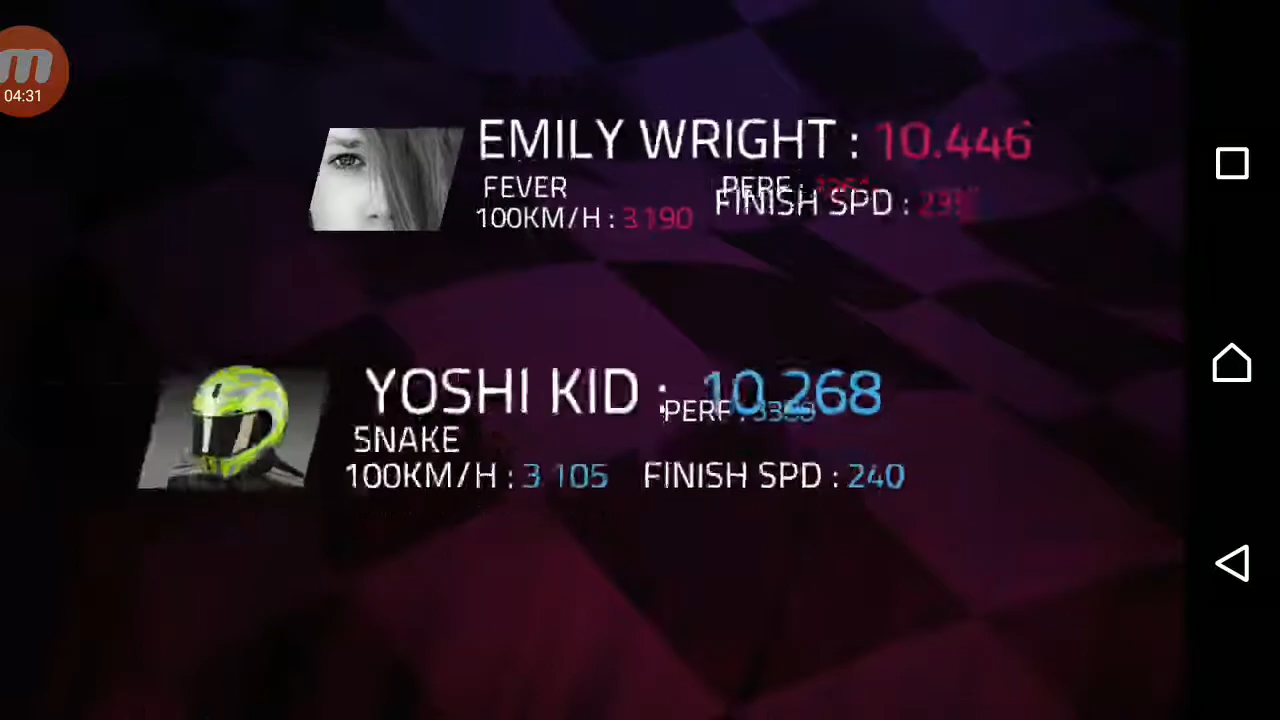 m
04:31
EMILY WRIGHT : 10.446
FEVER
PERF :
100KM/H : 3 190
FINISH SPD :
YOSHI KID : 10.268
PERF :
SNAKE
100KM/H : 3 105
FINISH SPD : 240